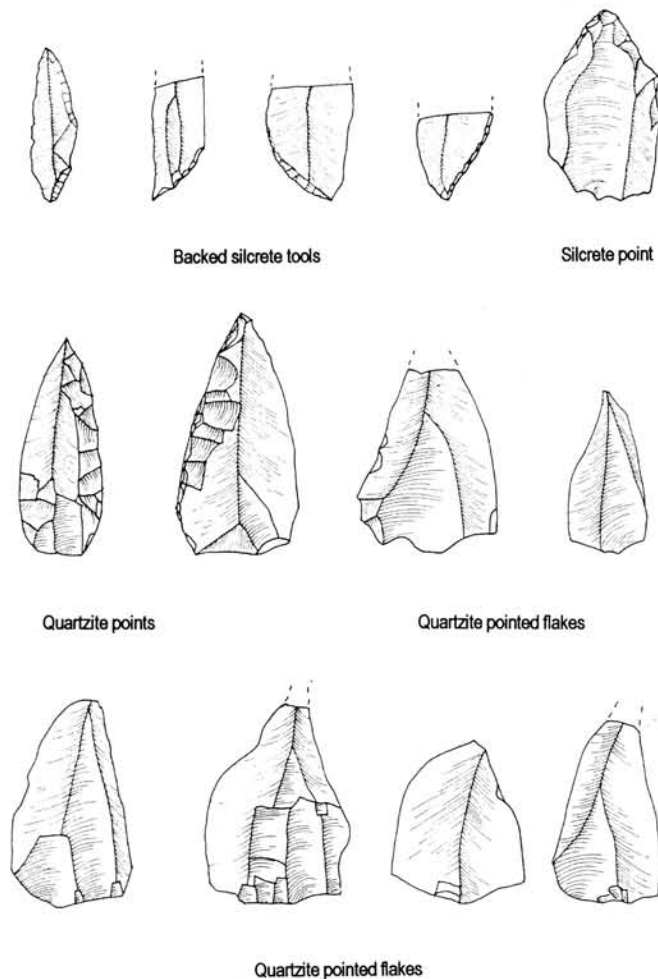 Backed silcrete tools
Silcrete point
Quartzite points
Quartzite pointed flakes
Quartzite pointed flakes